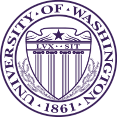 UNIVERSITY · OF · WASHINGTON
LVX · SIT
· 1861 ·